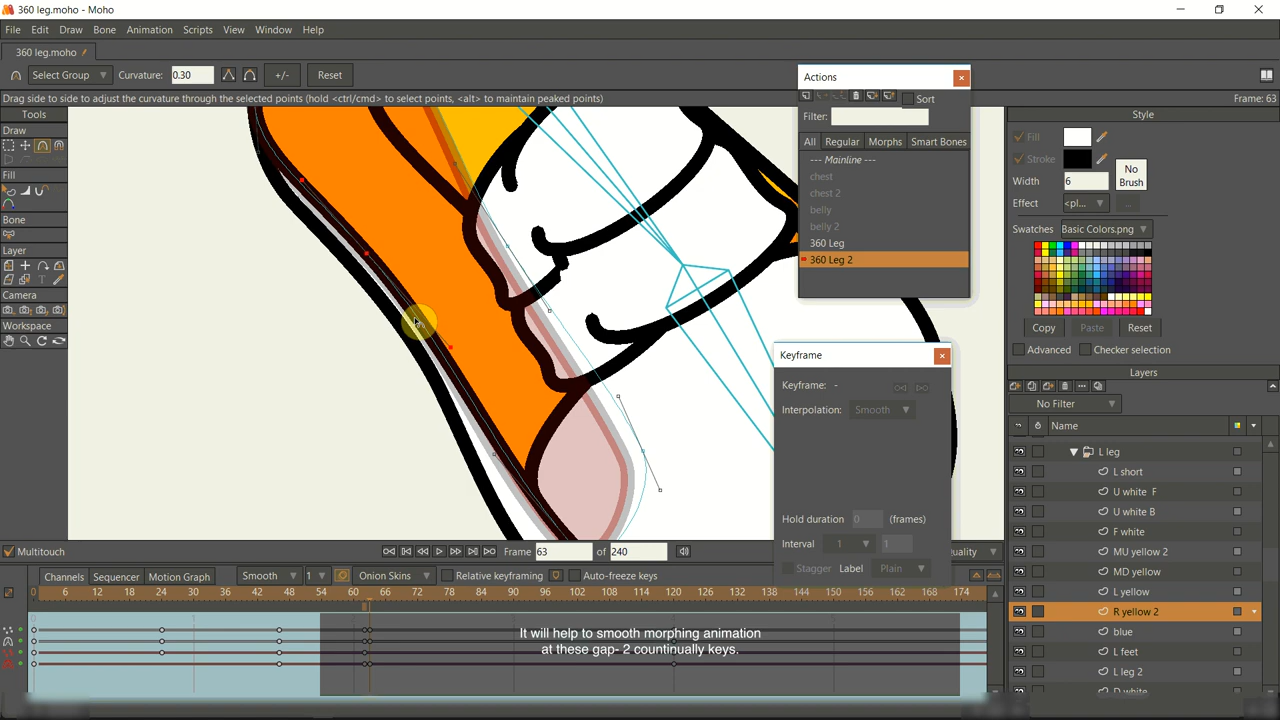 360 leg.moho - Moho
File Edit Draw Bone Animation Scripts View Window Help
360 leg.moho
Select Group Curvature: 0.30 +/- Reset
Drag side to side to adjust the curvature through the selected points (hold <ctrl/cmd> to select points, <alt> to maintain peaked points) Frame: 63
Tools
Draw
Fill
Bone
Layer
Camera
Workspace
Actions
Sort
Filter:
All Regular Morphs Smart Bones
--- Mainline ---
chest
chest 2
belly
belly 2
360 Leg
360 Leg 2
Keyframe
Keyframe: -
Interpolation: Smooth
Hold duration 0 (frames)
Interval 1 1
Stagger Label Plain
Style
Fill
Stroke
No
Brush
Width 6
Effect <pl...
...
Swatches Basic Colors.png
Copy Paste Reset
Advanced Checker selection
Layers
No Filter
Name
L leg
L short
U white F
U white B
F white
MU yellow 2
MD yellow
L yellow
R yellow 2
blue
L feet
L leg 2
D white
Multitouch
Frame 63 of 240
uality
Channels Sequencer Motion Graph Smooth 1 Onion Skins Relative keyframing Auto-freeze keys
0 6 12 18 24 30 36 42 48 54 60 66 72 78 84 90 96 102 108 114 120 126 132 138 144 150 156 162 168 174
It will help to smooth morphing animation
at these gap- 2 countinually keys.